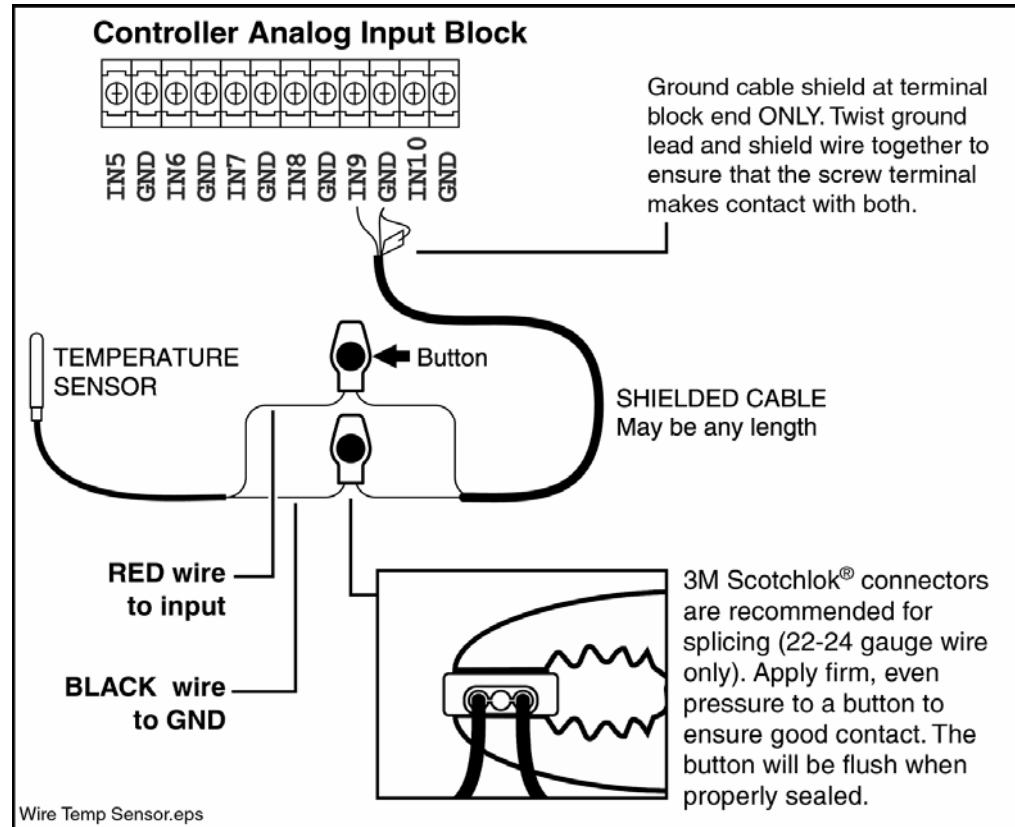 Controller Analog Input Block
IN5
GND
IN6
GND
IN7
GND
IN8
GND
IN9
GND
IN10
GND
Ground cable shield at terminal
block end ONLY. Twist ground
lead and shield wire together to
ensure that the screw terminal
makes contact with both.
TEMPERATURE
SENSOR
Button
SHIELDED CABLE
May be any length
RED wire
to input
BLACK wire
to GND
3M Scotchlok® connectors
are recommended for
splicing (22-24 gauge wire
only). Apply firm, even
pressure to a button to
ensure good contact. The
button will be flush when
properly sealed.
Wire Temp Sensor.eps